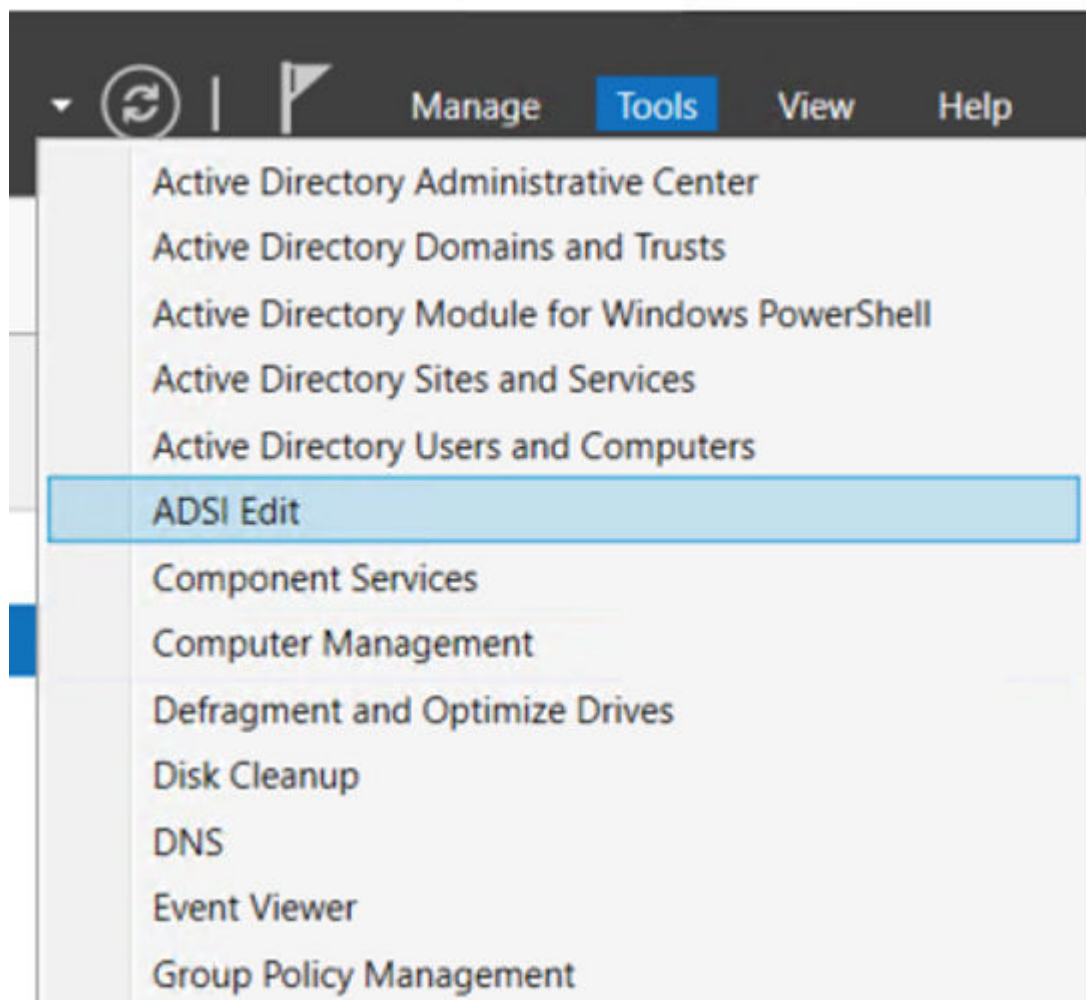 Manage Tools View Help
Active Directory Administrative Center
Active Directory Domains and Trusts
Active Directory Module for Windows PowerShell
Active Directory Sites and Services
Active Directory Users and Computers
ADSI Edit
Component Services
Computer Management
Defragment and Optimize Drives
Disk Cleanup
DNS
Event Viewer
Group Policy Management